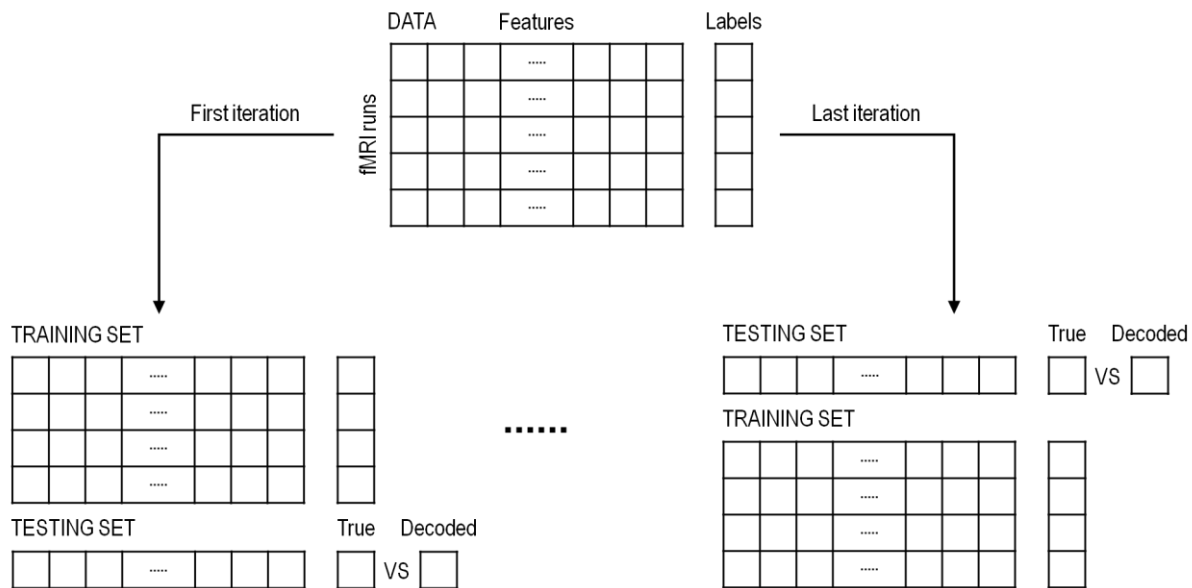 DATA Features Labels
.....
.....
.....
.....
.....
fMRI runs
First iteration
Last iteration
TRAINING SET
.....
.....
.....
.....
TESTING SET True Decoded
..... VS
......
TESTING SET True Decoded
..... VS
TRAINING SET
.....
.....
.....
.....